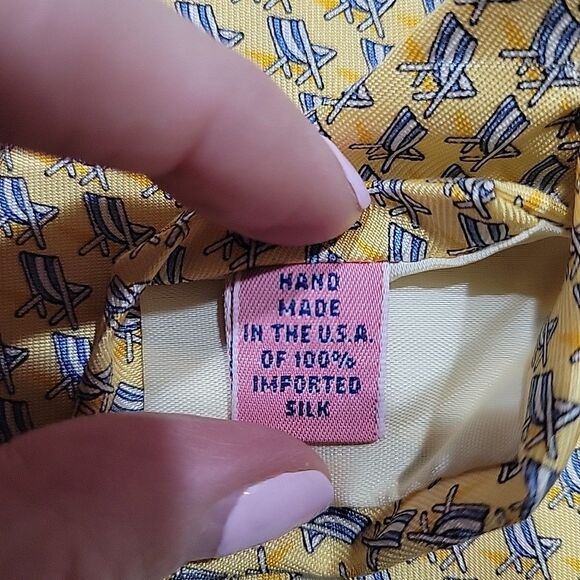 HAND
MADE
IN THE U.S.A.
OF 100%
IMPORTED
SILK